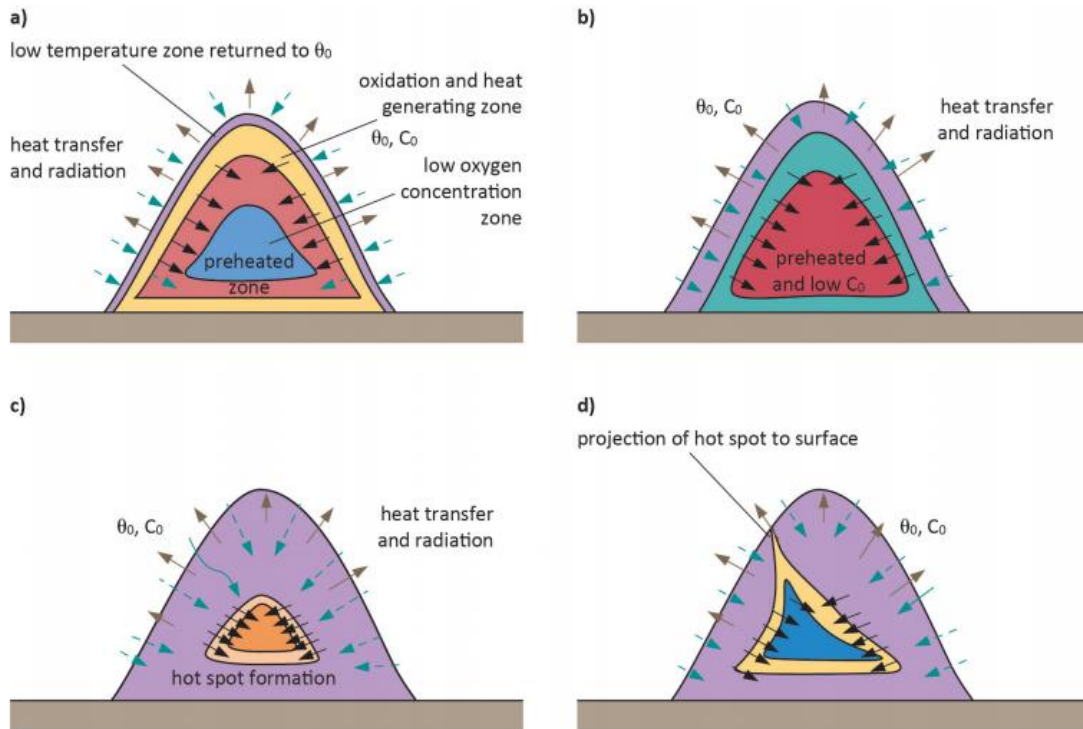 a)
low temperature zone returned to θ₀
oxidation and heat
generating zone
θ₀, C₀
heat transfer
and radiation
low oxygen
concentration
zone
preheated
zone
b)
θ₀, C₀
heat transfer
and radiation
preheated
and low C₀
c)
θ₀, C₀
heat transfer
and radiation
hot spot formation
d)
projection of hot spot to surface
θ₀, C₀